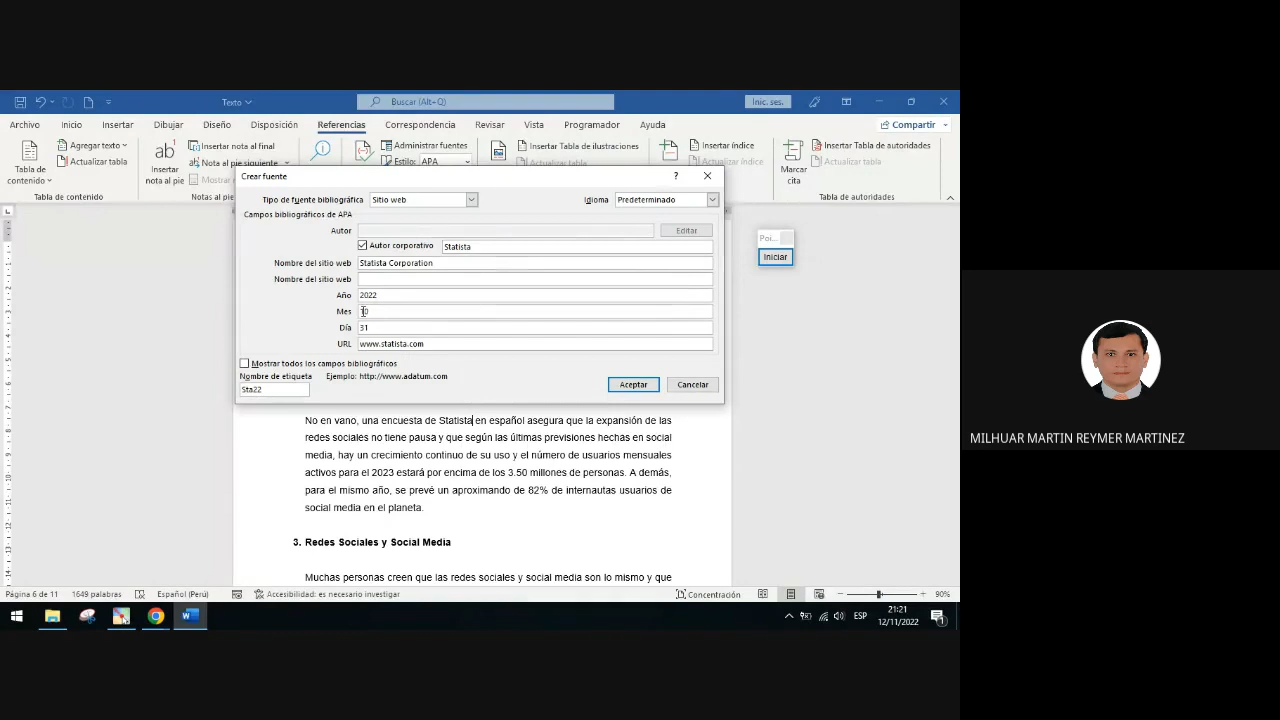 Texto
Buscar (Alt+Q)
Inic. ses.
Archivo Inicio Insertar Dibujar Diseño Disposición Referencias Correspondencia Revisar Vista Programador Ayuda Compartir
Tabla de contenido
Agregar texto
Actualizar tabla
Tabla de contenido
Insertar nota al pie
Insertar nota al final
Nota al pie siguiente
Notas al pie
Administrar fuentes
Estilo: APA
Insertar Tabla de ilustraciones
Insertar índice
Actualizar índice
Marcar cita
Insertar Tabla de autoridades
Actualizar tabla
Tabla de autoridades
Crear fuente
Tipo de fuente bibliográfica Sitio web Idioma Predeterminado
Campos bibliográficos de APA
Autor Editar
Autor corporativo Statista
Nombre del sitio web Statista Corporation
Nombre del sitio web
Año 2022
Mes 10
Día 31
URL www.statista.com
Mostrar todos los campos bibliográficos
Nombre de etiqueta Ejemplo: http://www.adatum.com
Sta22
Aceptar Cancelar
Poi...
Iniciar
No en vano, una encuesta de Statista en español asegura que la expansión de las
redes sociales no tiene pausa y que según las últimas previsiones hechas en social
media, hay un crecimiento continuo de su uso y el número de usuarios mensuales
activos para el 2023 estará por encima de los 3.50 millones de personas. A demás,
para el mismo año, se prevé un aproximando de 82% de internautas usuarios de
social media en el planeta.
3. Redes Sociales y Social Media
Muchas personas creen que las redes sociales y social media son lo mismo y que
Página 6 de 11 1649 palabras Español (Perú) Accesibilidad: es necesario investigar Concentración 90%
ESP
21:21
12/11/2022
MILHUAR MARTIN REYMER MARTINEZ